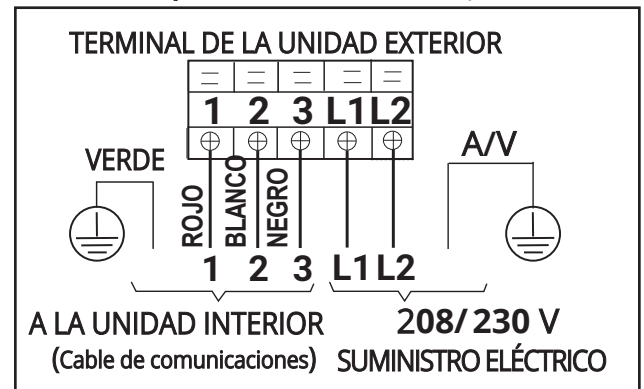 TERMINAL DE LA UNIDAD EXTERIOR
1 2 3 L1 L2
VERDE
A/V
ROJO
BLANCO
NEGRO
1 2 3 L1 L2
A LA UNIDAD INTERIOR
(Cable de comunicaciones)
208/230 V
SUMINISTRO ELÉCTRICO